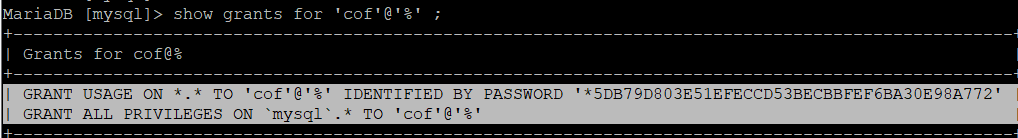 MariaDB [mysql]> show grants for 'cof'@'%' ;
+-----------------------------------------------------------------------------------------------------+
| Grants for cof@%
+-----------------------------------------------------------------------------------------------------+
| GRANT USAGE ON *.* TO 'cof'@'%' IDENTIFIED BY PASSWORD '*5DB79D803E51EFECCD53BECBBFEF6BA30E98A772' |
| GRANT ALL PRIVILEGES ON `mysql`.* TO 'cof'@'%'
+-----------------------------------------------------------------------------------------------------+